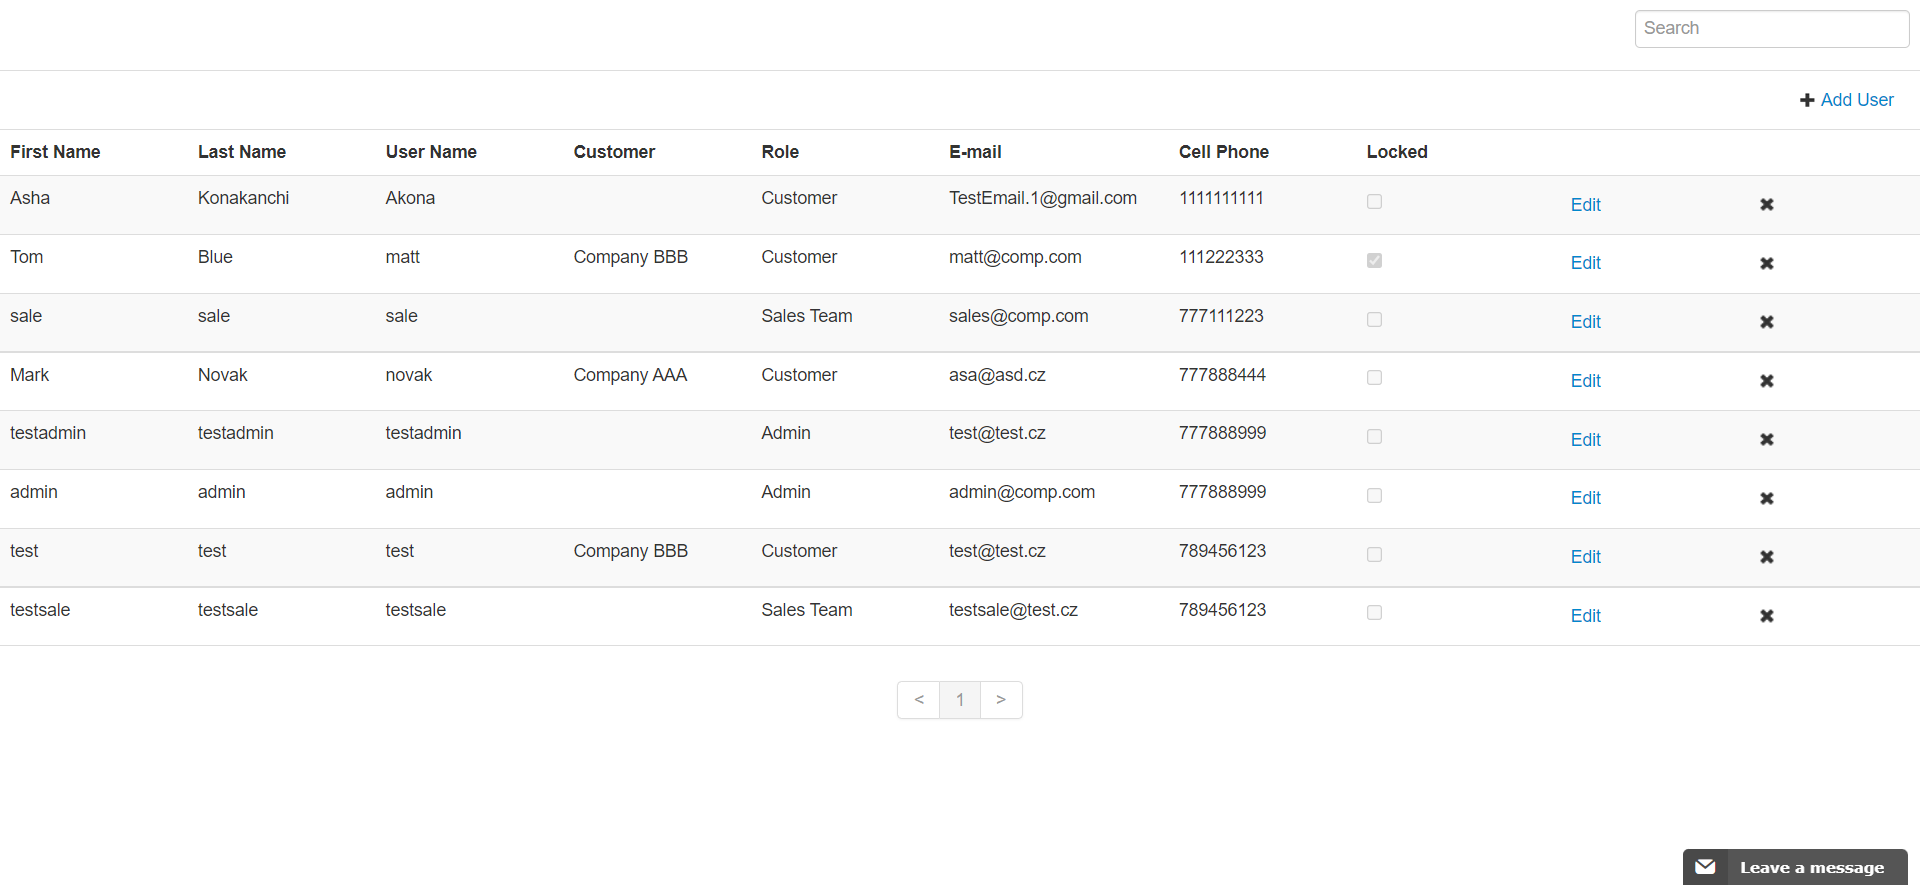 Search
Add User
First Name Last Name User Name Customer Role E-mail Cell Phone Locked
Asha Konakanchi Akona Customer TestEmail.1@gmail.com 1111111111 Edit
Tom Blue matt Company BBB Customer matt@comp.com 111222333 Edit
sale sale sale Sales Team sales@comp.com 777111223 Edit
Mark Novak novak Company AAA Customer asa@asd.cz 777888444 Edit
testadmin testadmin testadmin Admin test@test.cz 777888999 Edit
admin admin admin Admin admin@comp.com 777888999 Edit
test test test Company BBB Customer test@test.cz 789456123 Edit
testsale testsale testsale Sales Team testsale@test.cz 789456123 Edit
< 1 >
Leave a message